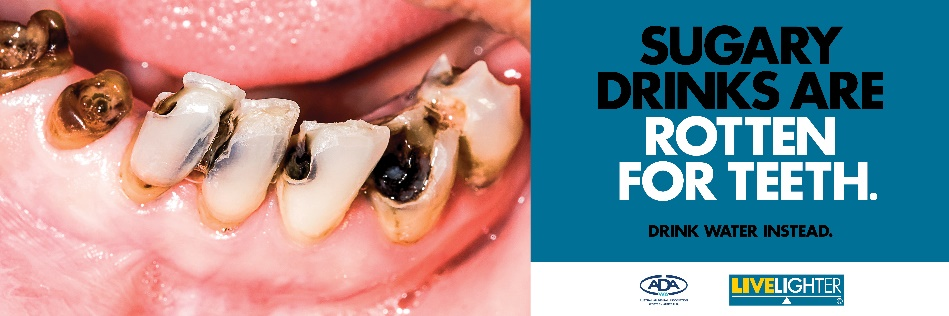 SUGARY
DRINKS ARE
ROTTEN
FOR TEETH.
DRINK WATER INSTEAD.
ADA
LIVELIGHTER